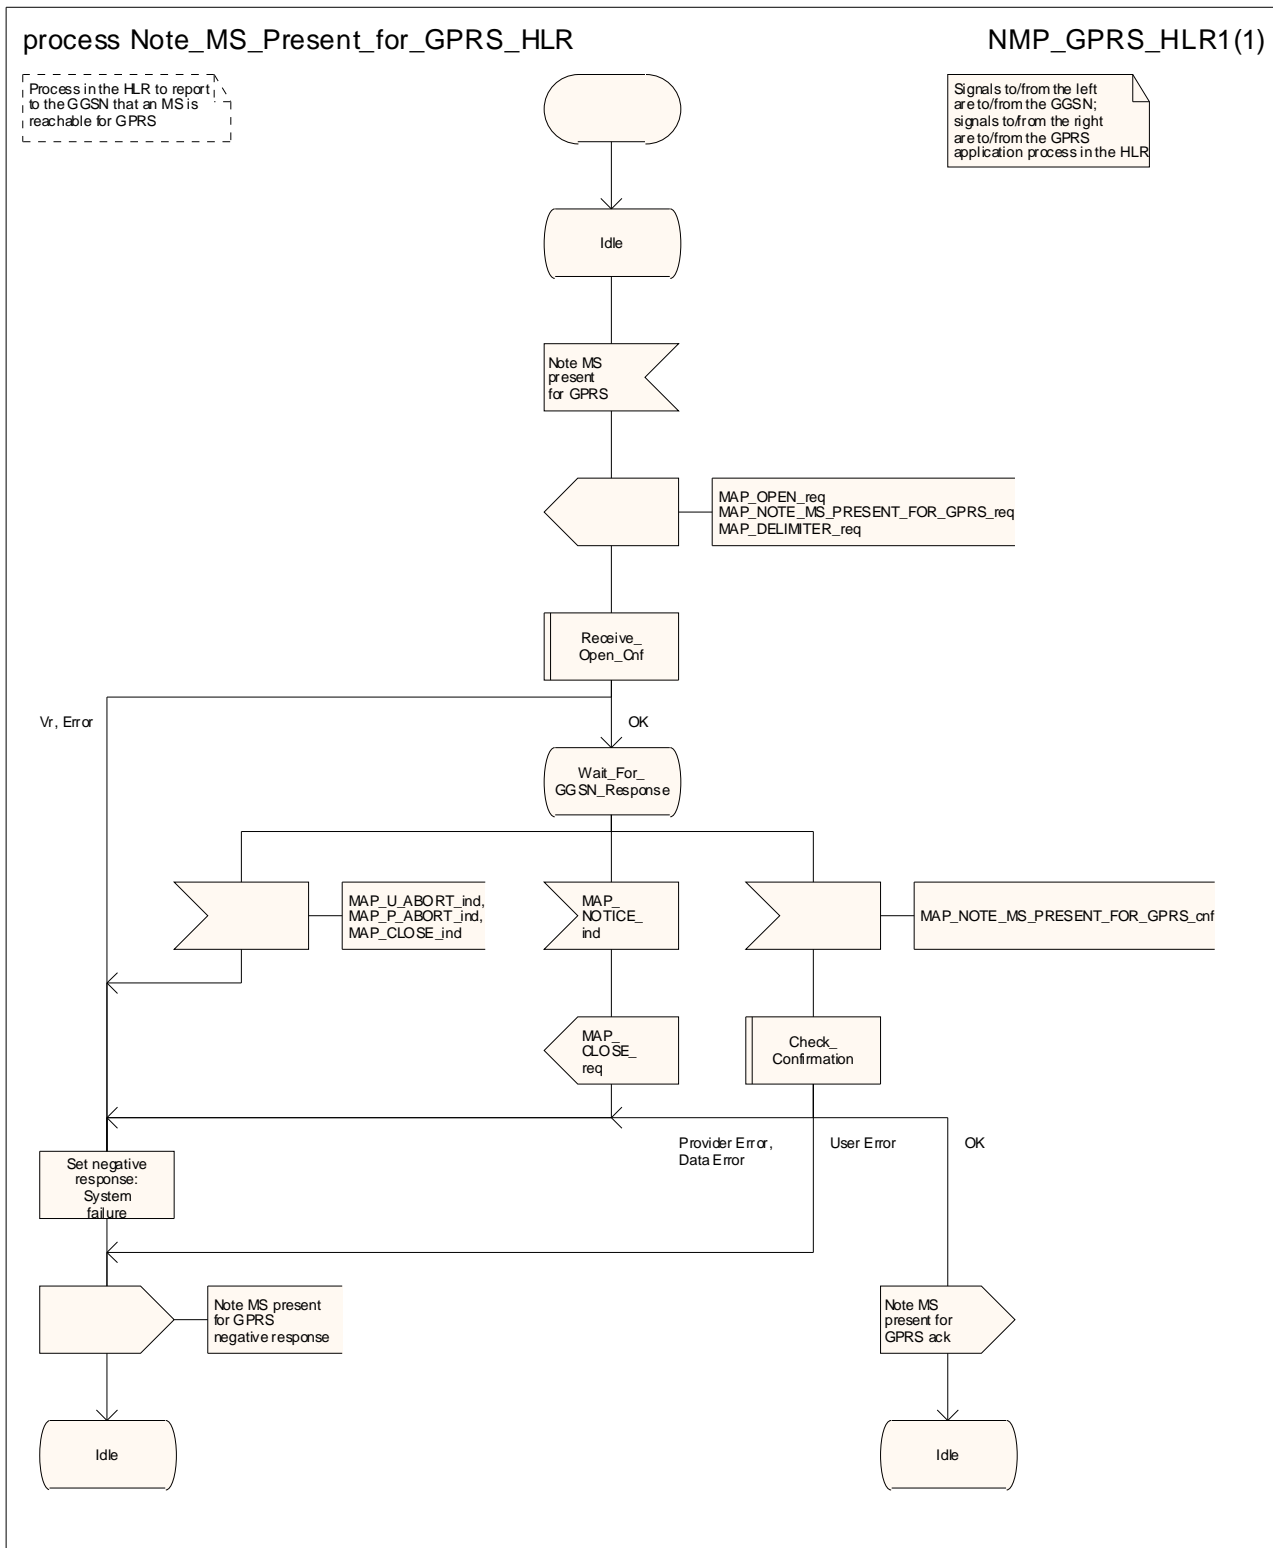 process Note_MS_Present_for_GPRS_HLR
NMP_GPRS_HLR1(1)
Process in the HLR to report
to the GGSN that an MS is
reachable for GPRS
Signals to/from the left
are to/from the GGSN;
signals to/from the right
are to/from the GPRS
application process in the HLR
Idle
Note MS
present
for GPRS
MAP_OPEN_req
MAP_NOTE_MS_PRESENT_FOR_GPRS_req
MAP_DELIMITER_req
Receive_
Open_Cnf
Vr, Error
OK
Wait_For_
GGSN_Response
MAP_U_ABORT_ind,
MAP_P_ABORT_ind,
MAP_CLOSE_ind
MAP_
NOTICE_
ind
MAP_NOTE_MS_PRESENT_FOR_GPRS_cnf
MAP_
CLOSE_
req
Check_
Confirmation
Provider Error,
Data Error
User Error
OK
Set negative
response:
System
failure
Note MS present
for GPRS
negative response
Note MS
present for
GPRS ack
Idle
Idle